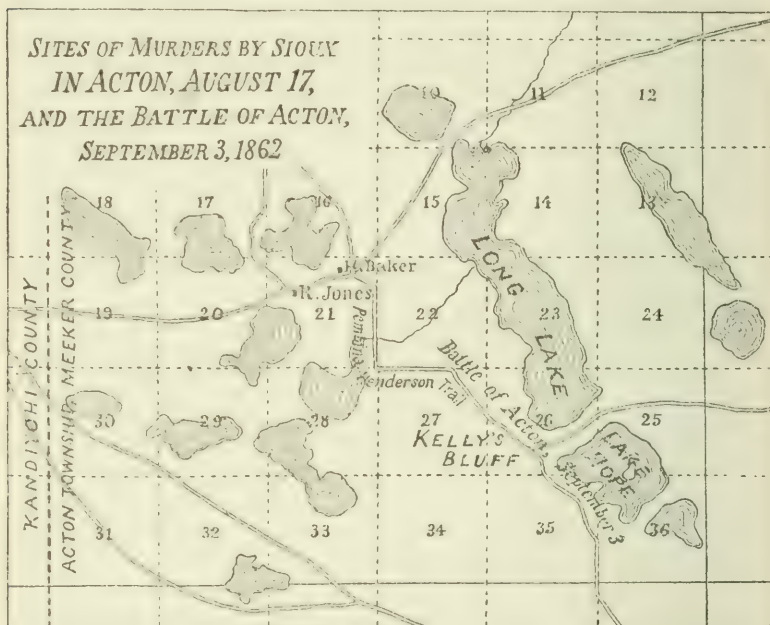 SITES OF MURDERS BY SIOUX
IN ACTON, AUGUST 17,
AND THE BATTLE OF ACTON,
SEPTEMBER 3, 1862
10
11
12
18
17
16
15
14
13
H. Baker
R. Jones
19
20
21
22
23
24
LONG LAKE
Pembina Henderson Trail
Battle of Acton, September 3
30
29
28
27
26
25
KELLY'S
BLUFF
LAKE
HOPE
31
32
33
34
35
36
KANDIYOHI COUNTY
ACTON TOWNSHIP, MEEKER COUNTY